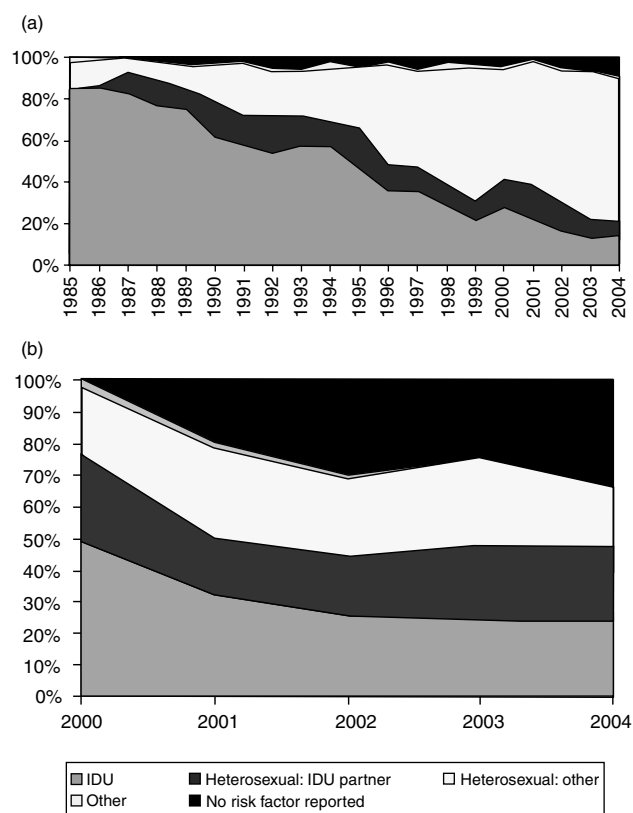 (a)
100%
80%
60%
40%
20%
0%
1985 1986 1987 1988 1989 1990 1991 1992 1993 1994 1995 1996 1997 1998 1999 2000 2001 2002 2003 2004
(b)
100%
90%
80%
70%
60%
50%
40%
30%
20%
10%
0%
2000 2001 2002 2003 2004
IDU Heterosexual: IDU partner Heterosexual: other
Other No risk factor reported